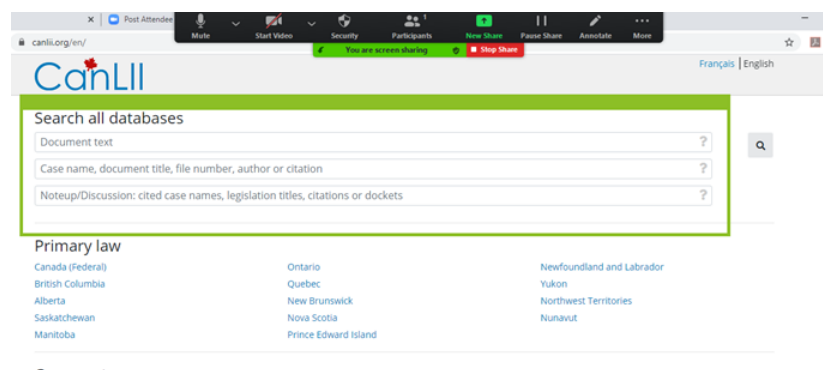 × Post Attendee
Mute Start Video Security Participants 1 New Share Pause Share Annotate More
canlii.org/en/
You are screen sharing Stop Share
CanLII
Français | English
Search all databases
Document text ?
Case name, document title, file number, author or citation ?
Noteup/Discussion: cited case names, legislation titles, citations or dockets ?
Primary law
Canada (Federal) Ontario Newfoundland and Labrador
British Columbia Quebec Yukon
Alberta New Brunswick Northwest Territories
Saskatchewan Nova Scotia Nunavut
Manitoba Prince Edward Island